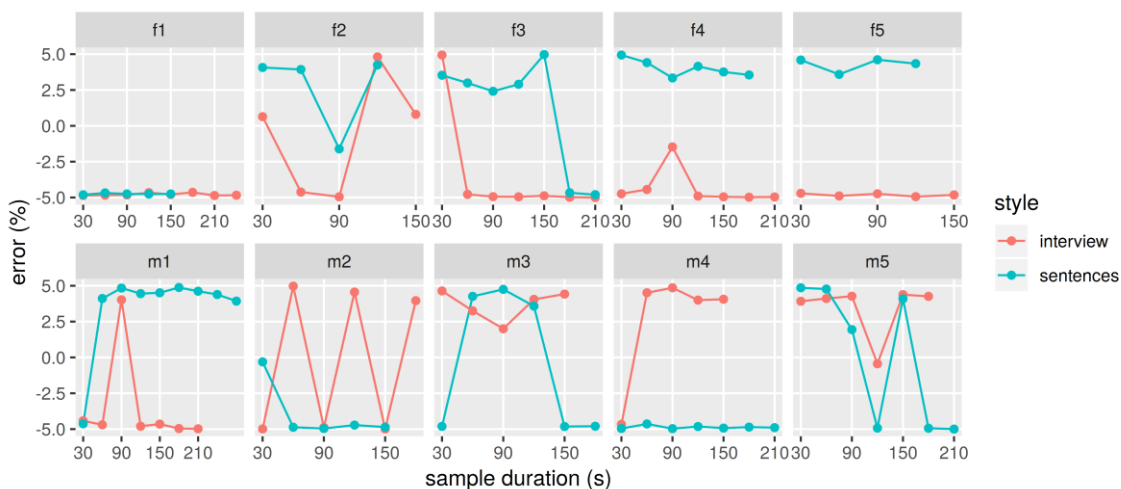 f1 f2 f3 f4 f5
5.0
2.5
0.0
-2.5
-5.0
30 90 150 210 30 90 150 30 90 150 210 30 90 150 210 30 90 150
m1 m2 m3 m4 m5
5.0
2.5
0.0
-2.5
-5.0
30 90 150 210 30 90 150 30 90 150 30 90 150 210 30 90 150 210
error (%)
sample duration (s)
style
interview
sentences